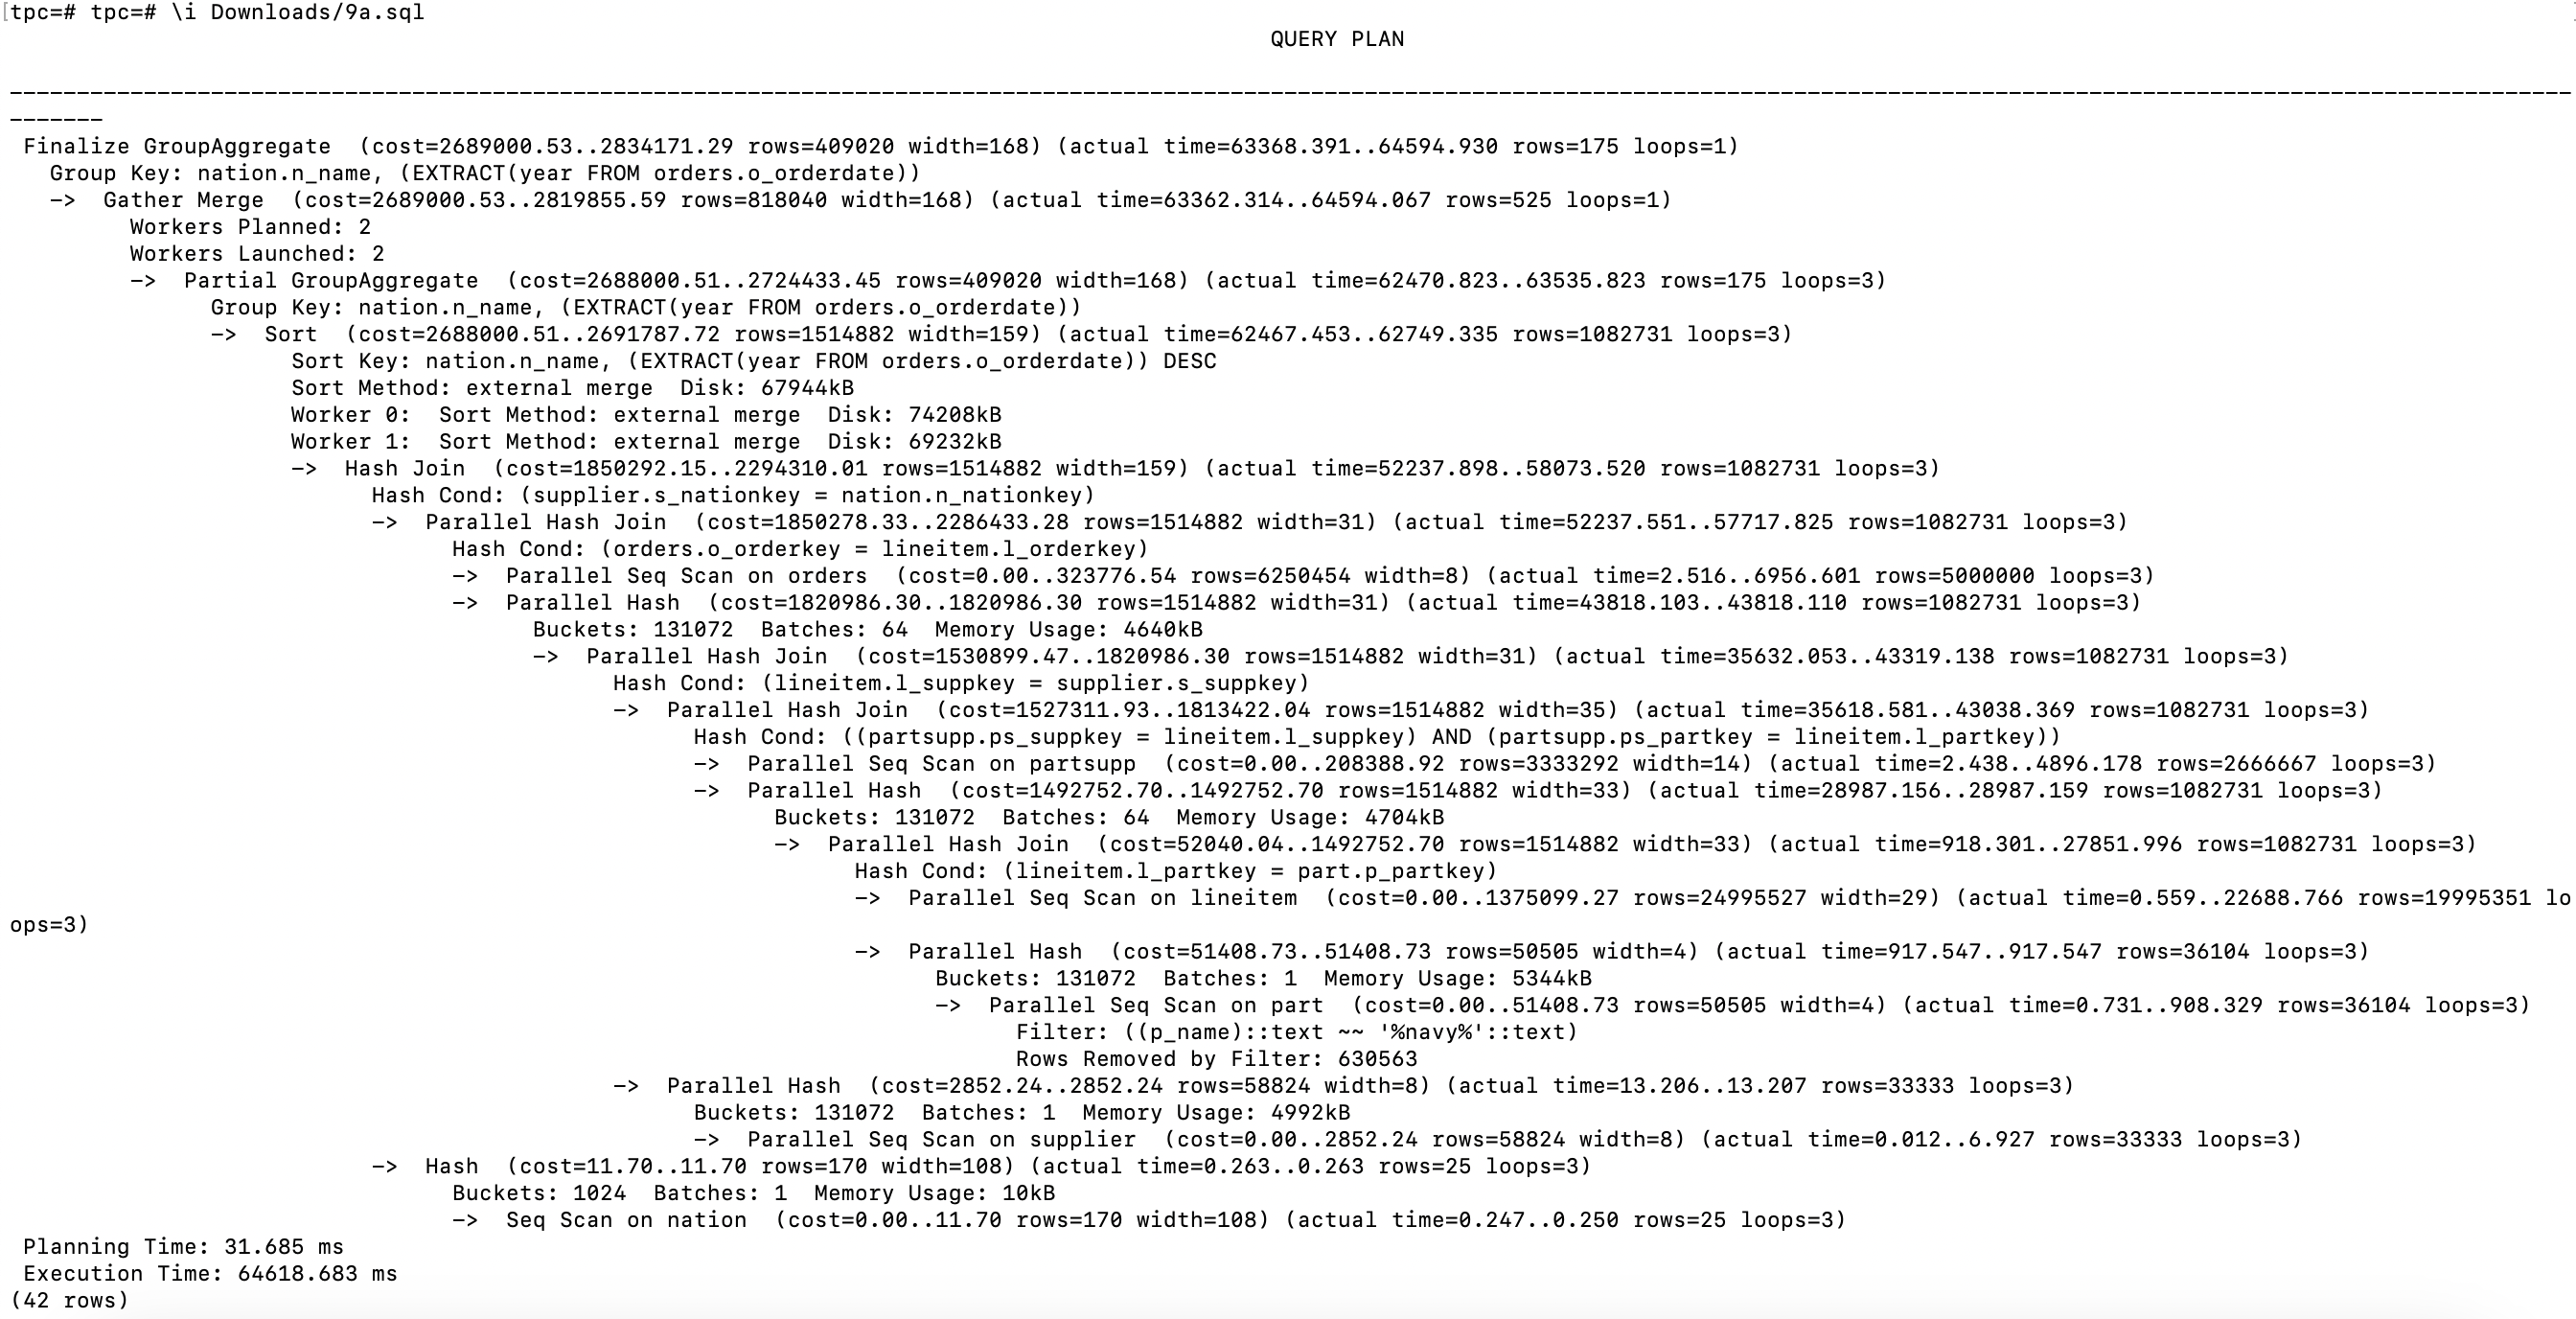 [tpc=# tpc=# \i Downloads/9a.sql
QUERY PLAN
----------------------------------------------------------------------------------------------------------------------------------------------------------------------------------------------
-------
Finalize GroupAggregate  (cost=2689000.53..2834171.29 rows=409020 width=168) (actual time=63368.391..64594.930 rows=175 loops=1)
Group Key: nation.n_name, (EXTRACT(year FROM orders.o_orderdate))
->  Gather Merge  (cost=2689000.53..2819855.59 rows=818040 width=168) (actual time=63362.314..64594.067 rows=525 loops=1)
Workers Planned: 2
Workers Launched: 2
->  Partial GroupAggregate  (cost=2688000.51..2724433.45 rows=409020 width=168) (actual time=62470.823..63535.823 rows=175 loops=3)
Group Key: nation.n_name, (EXTRACT(year FROM orders.o_orderdate))
->  Sort  (cost=2688000.51..2691787.72 rows=1514882 width=159) (actual time=62467.453..62749.335 rows=1082731 loops=3)
Sort Key: nation.n_name, (EXTRACT(year FROM orders.o_orderdate)) DESC
Sort Method: external merge  Disk: 67944kB
Worker 0:  Sort Method: external merge  Disk: 74208kB
Worker 1:  Sort Method: external merge  Disk: 69232kB
->  Hash Join  (cost=1850292.15..2294310.01 rows=1514882 width=159) (actual time=52237.898..58073.520 rows=1082731 loops=3)
Hash Cond: (supplier.s_nationkey = nation.n_nationkey)
->  Parallel Hash Join  (cost=1850278.33..2286433.28 rows=1514882 width=31) (actual time=52237.551..57717.825 rows=1082731 loops=3)
Hash Cond: (orders.o_orderkey = lineitem.l_orderkey)
->  Parallel Seq Scan on orders  (cost=0.00..323776.54 rows=6250454 width=8) (actual time=2.516..6956.601 rows=5000000 loops=3)
->  Parallel Hash  (cost=1820986.30..1820986.30 rows=1514882 width=31) (actual time=43818.103..43818.110 rows=1082731 loops=3)
Buckets: 131072  Batches: 64  Memory Usage: 4640kB
->  Parallel Hash Join  (cost=1530899.47..1820986.30 rows=1514882 width=31) (actual time=35632.053..43319.138 rows=1082731 loops=3)
Hash Cond: (lineitem.l_suppkey = supplier.s_suppkey)
->  Parallel Hash Join  (cost=1527311.93..1813422.04 rows=1514882 width=35) (actual time=35618.581..43038.369 rows=1082731 loops=3)
Hash Cond: ((partsupp.ps_suppkey = lineitem.l_suppkey) AND (partsupp.ps_partkey = lineitem.l_partkey))
->  Parallel Seq Scan on partsupp  (cost=0.00..208388.92 rows=3333292 width=14) (actual time=2.438..4896.178 rows=2666667 loops=3)
->  Parallel Hash  (cost=1492752.70..1492752.70 rows=1514882 width=33) (actual time=28987.156..28987.159 rows=1082731 loops=3)
Buckets: 131072  Batches: 64  Memory Usage: 4704kB
->  Parallel Hash Join  (cost=52040.04..1492752.70 rows=1514882 width=33) (actual time=918.301..27851.996 rows=1082731 loops=3)
Hash Cond: (lineitem.l_partkey = part.p_partkey)
->  Parallel Seq Scan on lineitem  (cost=0.00..1375099.27 rows=24995527 width=29) (actual time=0.559..22688.766 rows=19995351 lo
ops=3)
->  Parallel Hash  (cost=51408.73..51408.73 rows=50505 width=4) (actual time=917.547..917.547 rows=36104 loops=3)
Buckets: 131072  Batches: 1  Memory Usage: 5344kB
->  Parallel Seq Scan on part  (cost=0.00..51408.73 rows=50505 width=4) (actual time=0.731..908.329 rows=36104 loops=3)
Filter: ((p_name)::text ~~ '%navy%'::text)
Rows Removed by Filter: 630563
->  Parallel Hash  (cost=2852.24..2852.24 rows=58824 width=8) (actual time=13.206..13.207 rows=33333 loops=3)
Buckets: 131072  Batches: 1  Memory Usage: 4992kB
->  Parallel Seq Scan on supplier  (cost=0.00..2852.24 rows=58824 width=8) (actual time=0.012..6.927 rows=33333 loops=3)
->  Hash  (cost=11.70..11.70 rows=170 width=108) (actual time=0.263..0.263 rows=25 loops=3)
Buckets: 1024  Batches: 1  Memory Usage: 10kB
->  Seq Scan on nation  (cost=0.00..11.70 rows=170 width=108) (actual time=0.247..0.250 rows=25 loops=3)
Planning Time: 31.685 ms
Execution Time: 64618.683 ms
(42 rows)